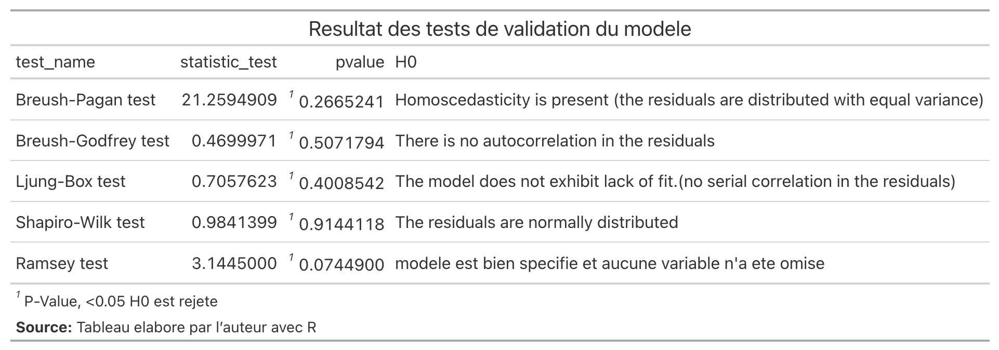 Resultat des tests de validation du modele
test_name statistic_test pvalue H0
Breush-Pagan test 21.2594909 1 0.2665241 Homoscedasticity is present (the residuals are distributed with equal variance)
Breush-Godfrey test 0.4699971 1 0.5071794 There is no autocorrelation in the residuals
Ljung-Box test 0.7057623 1 0.4008542 The model does not exhibit lack of fit.(no serial correlation in the residuals)
Shapiro-Wilk test 0.9841399 1 0.9144118 The residuals are normally distributed
Ramsey test 3.1445000 1 0.0744900 modele est bien specifie et aucune variable n'a ete omise
1 P-Value, <0.05 H0 est rejete
Source: Tableau elabore par l’auteur avec R